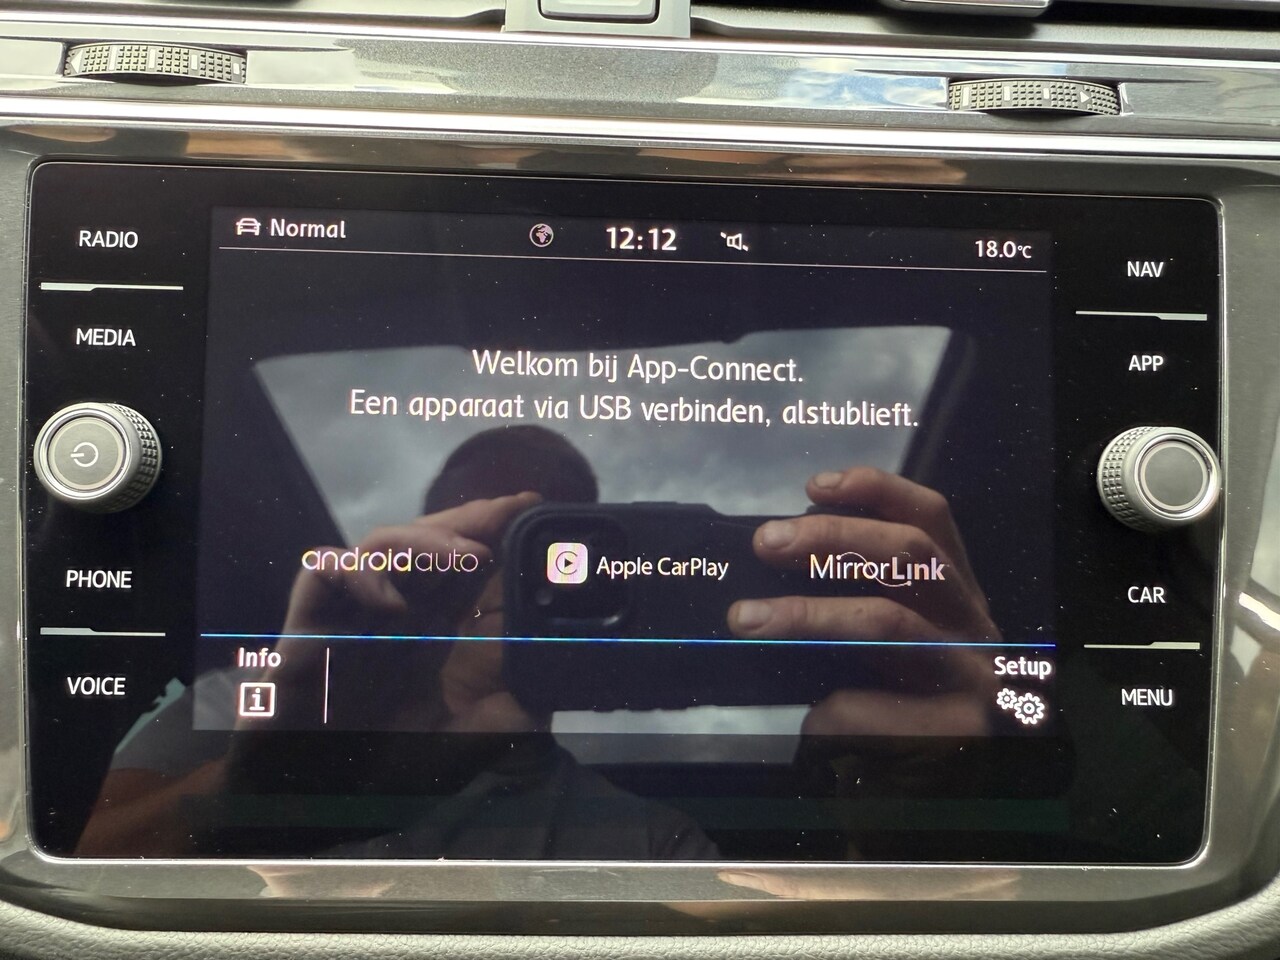 RADIO
MEDIA
PHONE
VOICE
Normal
12:12
18.0°C
Welkom bij App-Connect.
Een apparaat via USB verbinden, alstublieft.
androidauto
Apple CarPlay
MirrorLink
Info
Setup
NAV
APP
CAR
MENU